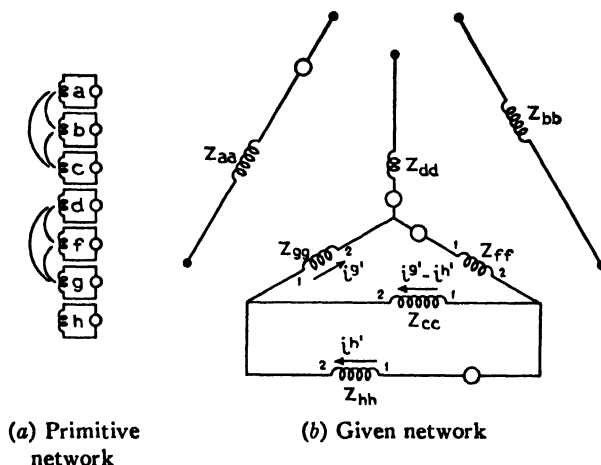 a
b
c
d
f
g
h
Zaa
Zbb
Zdd
Zgg
2
1
ig'
1
Zff
2
ig'-ih'
2
1
Zcc
ih'
2
1
Zhh
(a) Primitive
network
(b) Given network